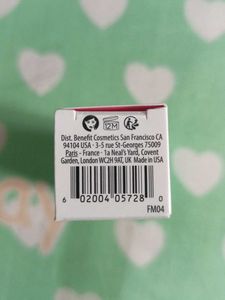 12M
Dist. Benefit Cosmetics San Francisco CA
94104 USA · 3-5 rue St-Georges 75009
Paris - France · 1a Neal's Yard, Covent
Garden, London WC2H 9AT, UK Made in USA
6 02004 05728 0
FM04